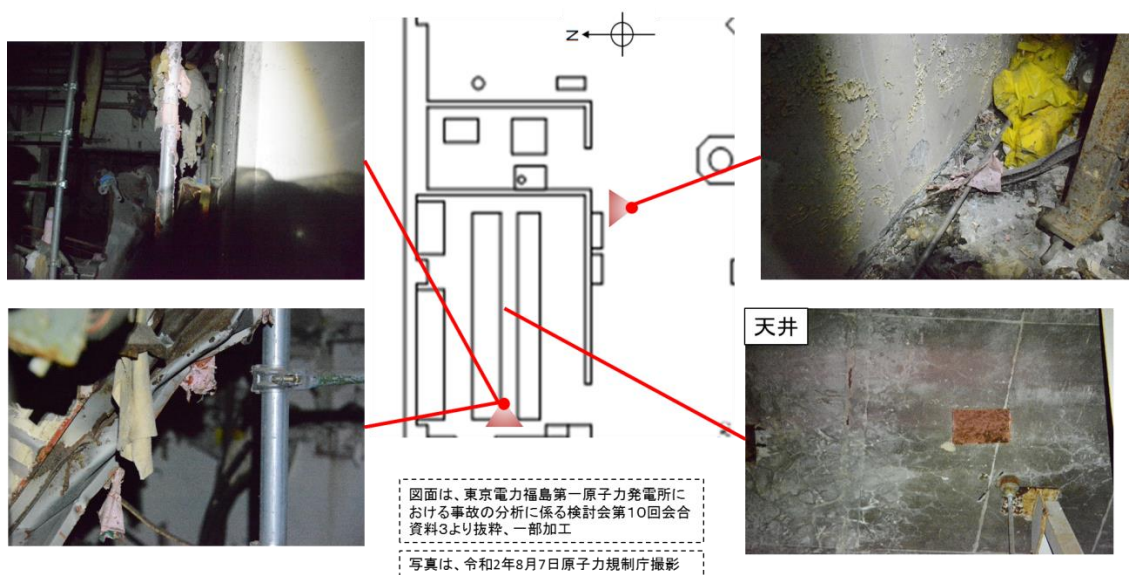 N
天井
図面は、東京電力福島第一原子力発電所に
おける事故の分析に係る検討会第10回会合
資料3より抜粋、一部加工
写真は、令和2年8月7日原子力規制庁撮影